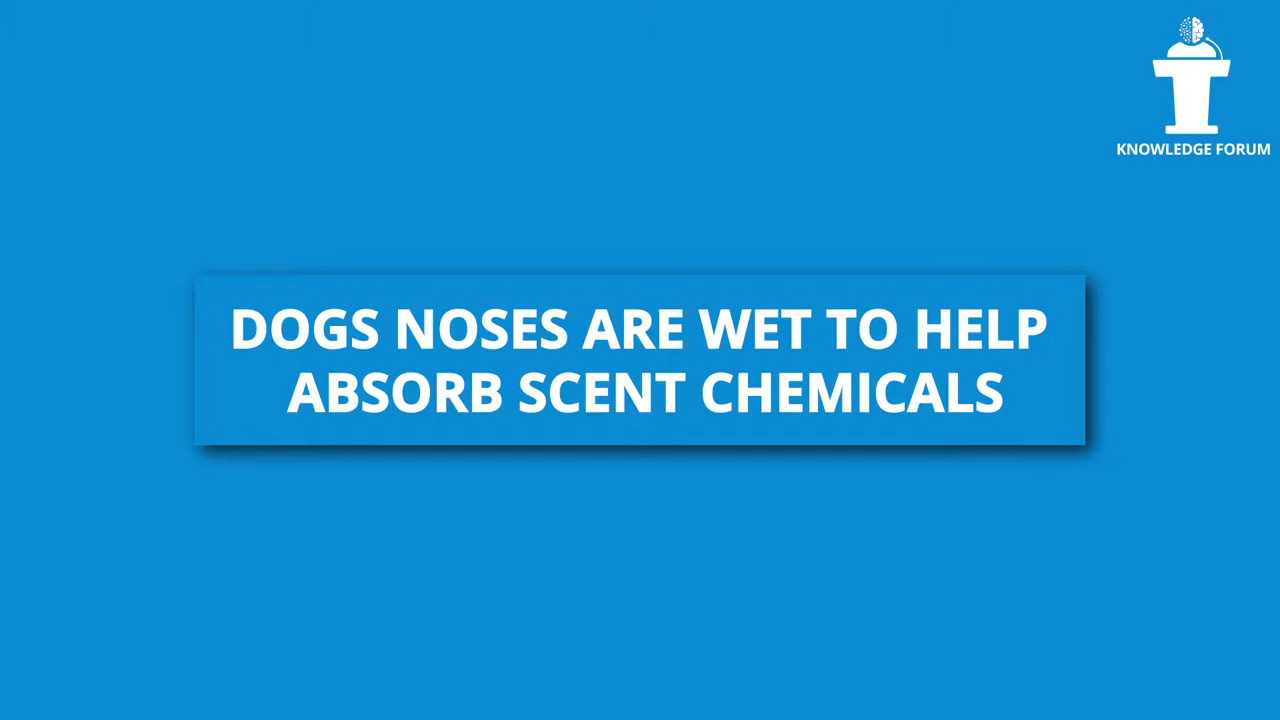 KNOWLEDGE FORUM
DOGS NOSES ARE WET TO HELP
ABSORB SCENT CHEMICALS